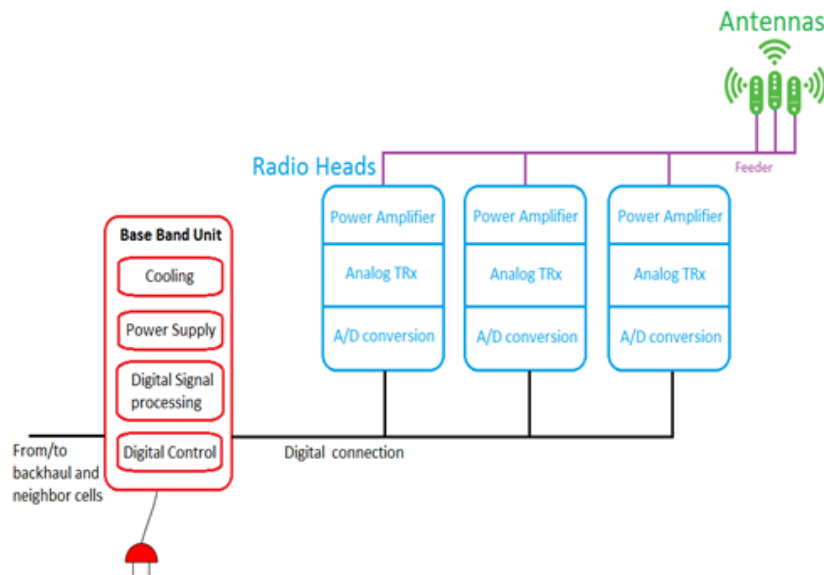 Antennas
Feeder
Radio Heads
Power Amplifier
Analog TRx
A/D conversion
Power Amplifier
Analog TRx
A/D conversion
Power Amplifier
Analog TRx
A/D conversion
Base Band Unit
Cooling
Power Supply
Digital Signal
processing
Digital Control
From/to
backhaul and
neighbor cells
Digital connection